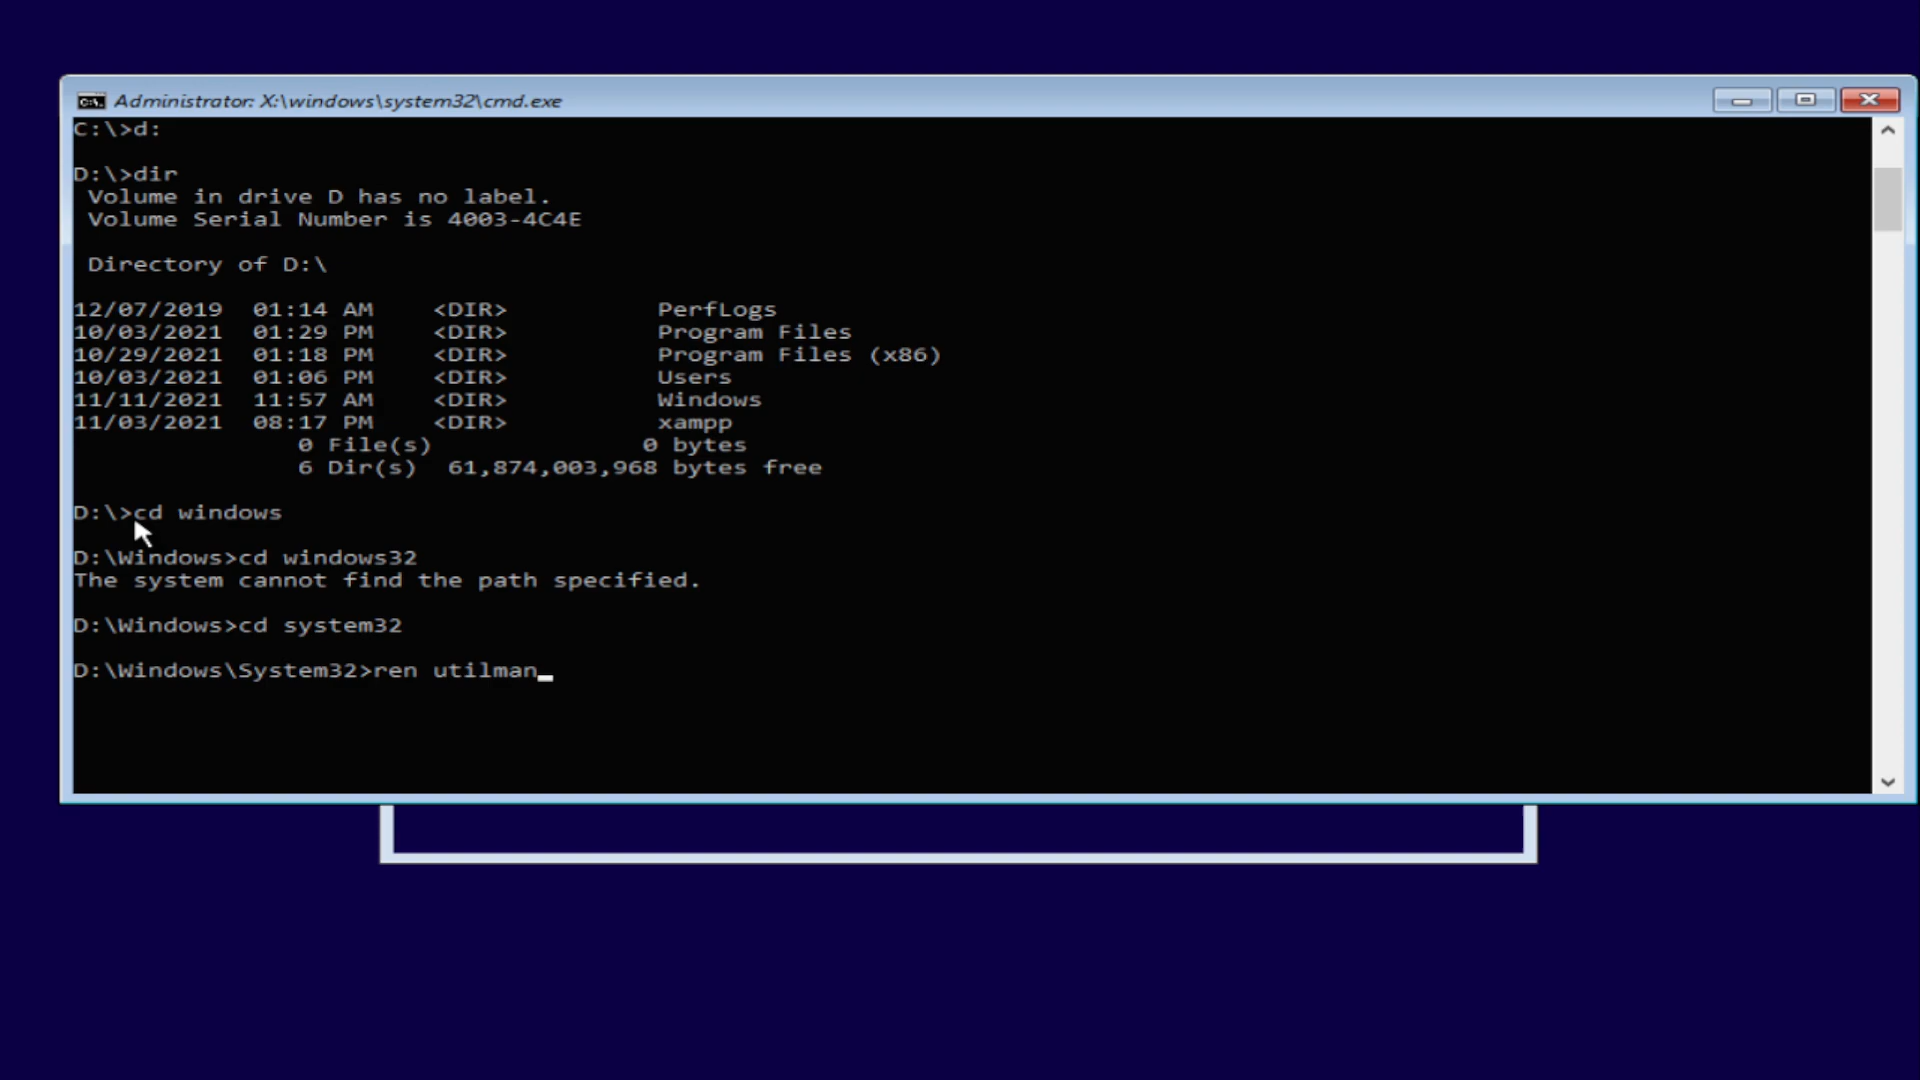 Administrator: X:\windows\system32\cmd.exe
C:\>d:
D:\>dir
Volume in drive D has no label.
Volume Serial Number is 4003-4C4E
Directory of D:\
12/07/2019  01:14 AM    <DIR>          PerfLogs
10/03/2021  01:29 PM    <DIR>          Program Files
10/29/2021  01:18 PM    <DIR>          Program Files (x86)
10/03/2021  01:06 PM    <DIR>          Users
11/11/2021  11:57 AM    <DIR>          Windows
11/03/2021  08:17 PM    <DIR>          xampp
0 File(s)              0 bytes
6 Dir(s)  61,874,003,968 bytes free
D:\>cd windows
D:\Windows>cd windows32
The system cannot find the path specified.
D:\Windows>cd system32
D:\Windows\System32>ren utilman